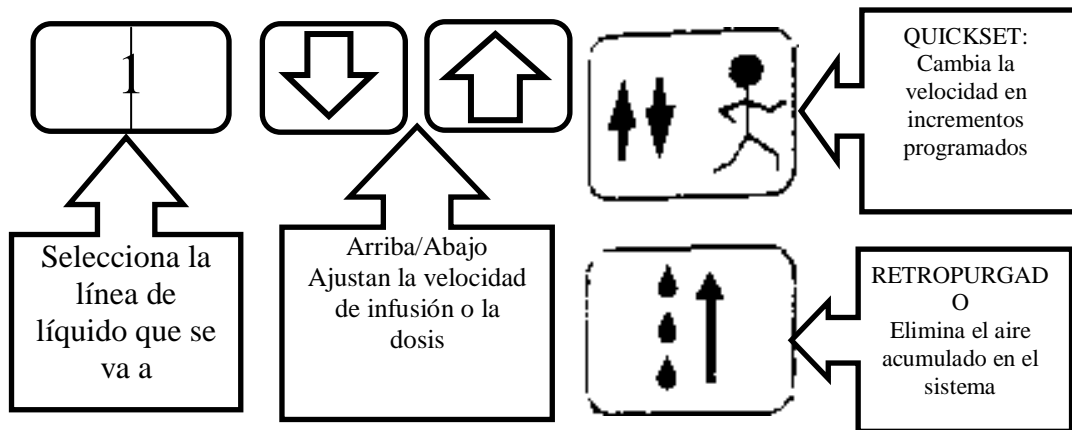 1
Selecciona la
línea de
líquido que se
va a
Arriba/Abajo
Ajustan la velocidad
de infusión o la
dosis
QUICKSET:
Cambia la
velocidad en
incrementos
programados
RETROPURGAD
O
Elimina el aire
acumulado en el
sistema